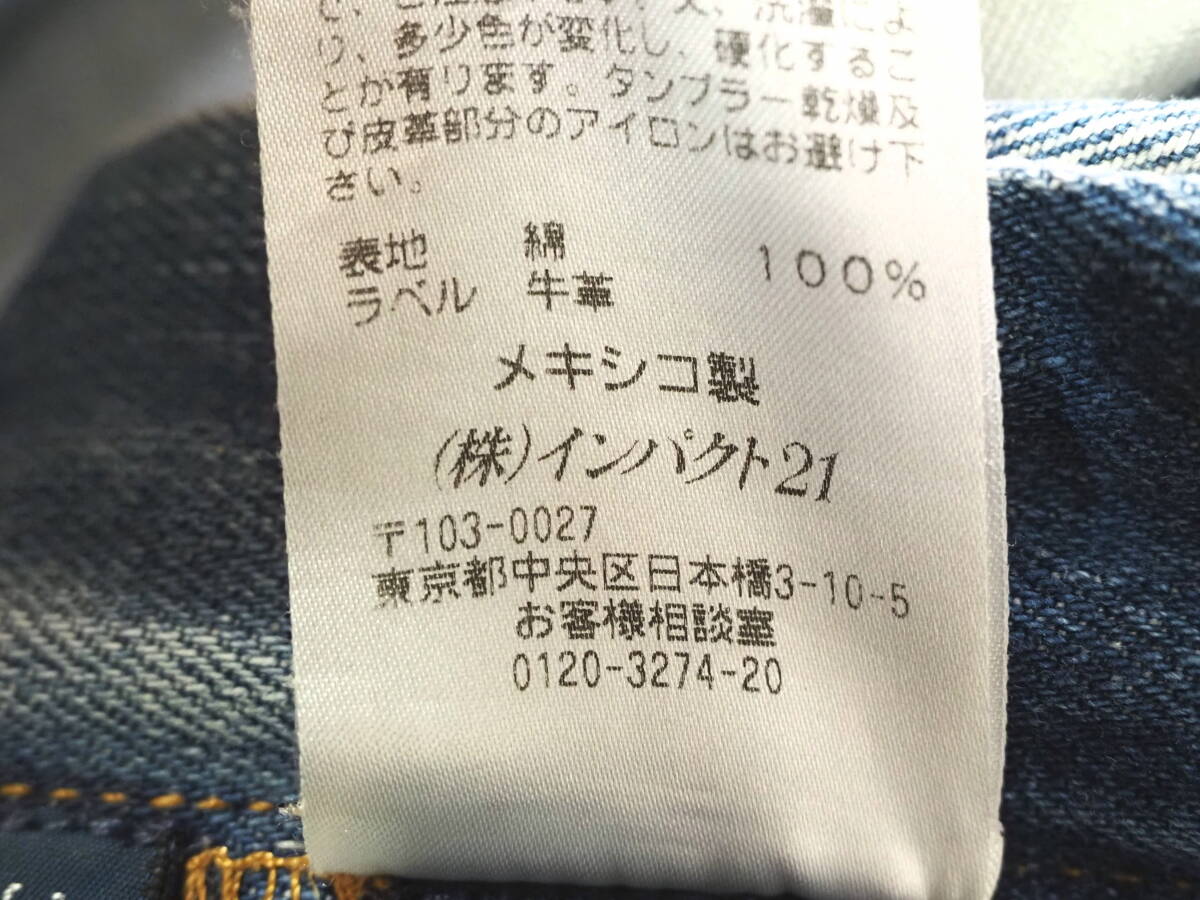 り、多少色が変化し、硬化するこ
とが有ります。タンブラー乾燥及
び皮革部分のアイロンはお避け下
さい。
表地 綿 100%
ラベル 牛革
メキシコ製
(株)インパクト21
〒103-0027
東京都中央区日本橋3-10-5
お客様相談室
0120-3274-20